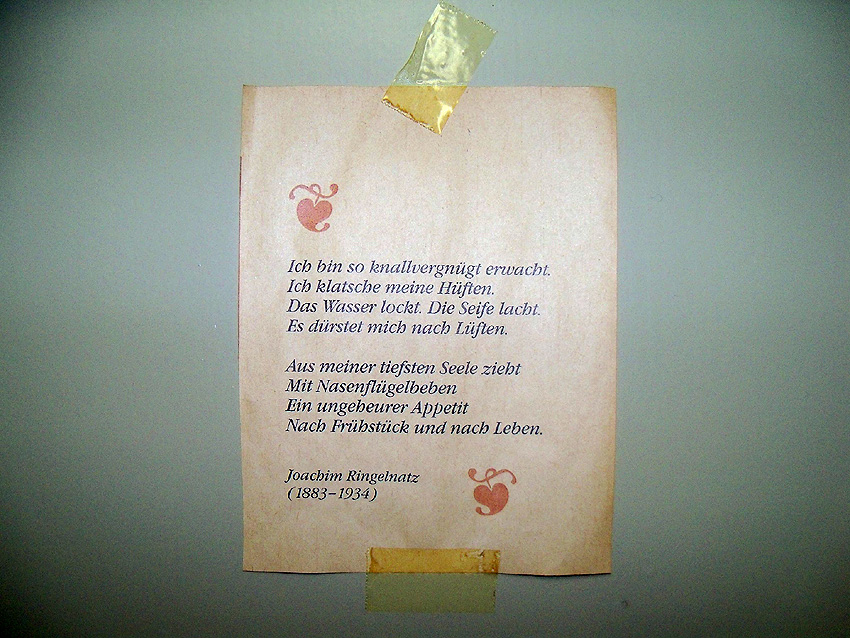 Ich bin so knallvergnügt erwacht.
Ich klatsche meine Hüften.
Das Wasser lockt. Die Seife lacht.
Es dürstet mich nach Lüften.
Aus meiner tiefsten Seele zieht
Mit Nasenflügelbeben
Ein ungeheurer Appetit
Nach Frühstück und nach Leben.
Joachim Ringelnatz
(1883–1934)